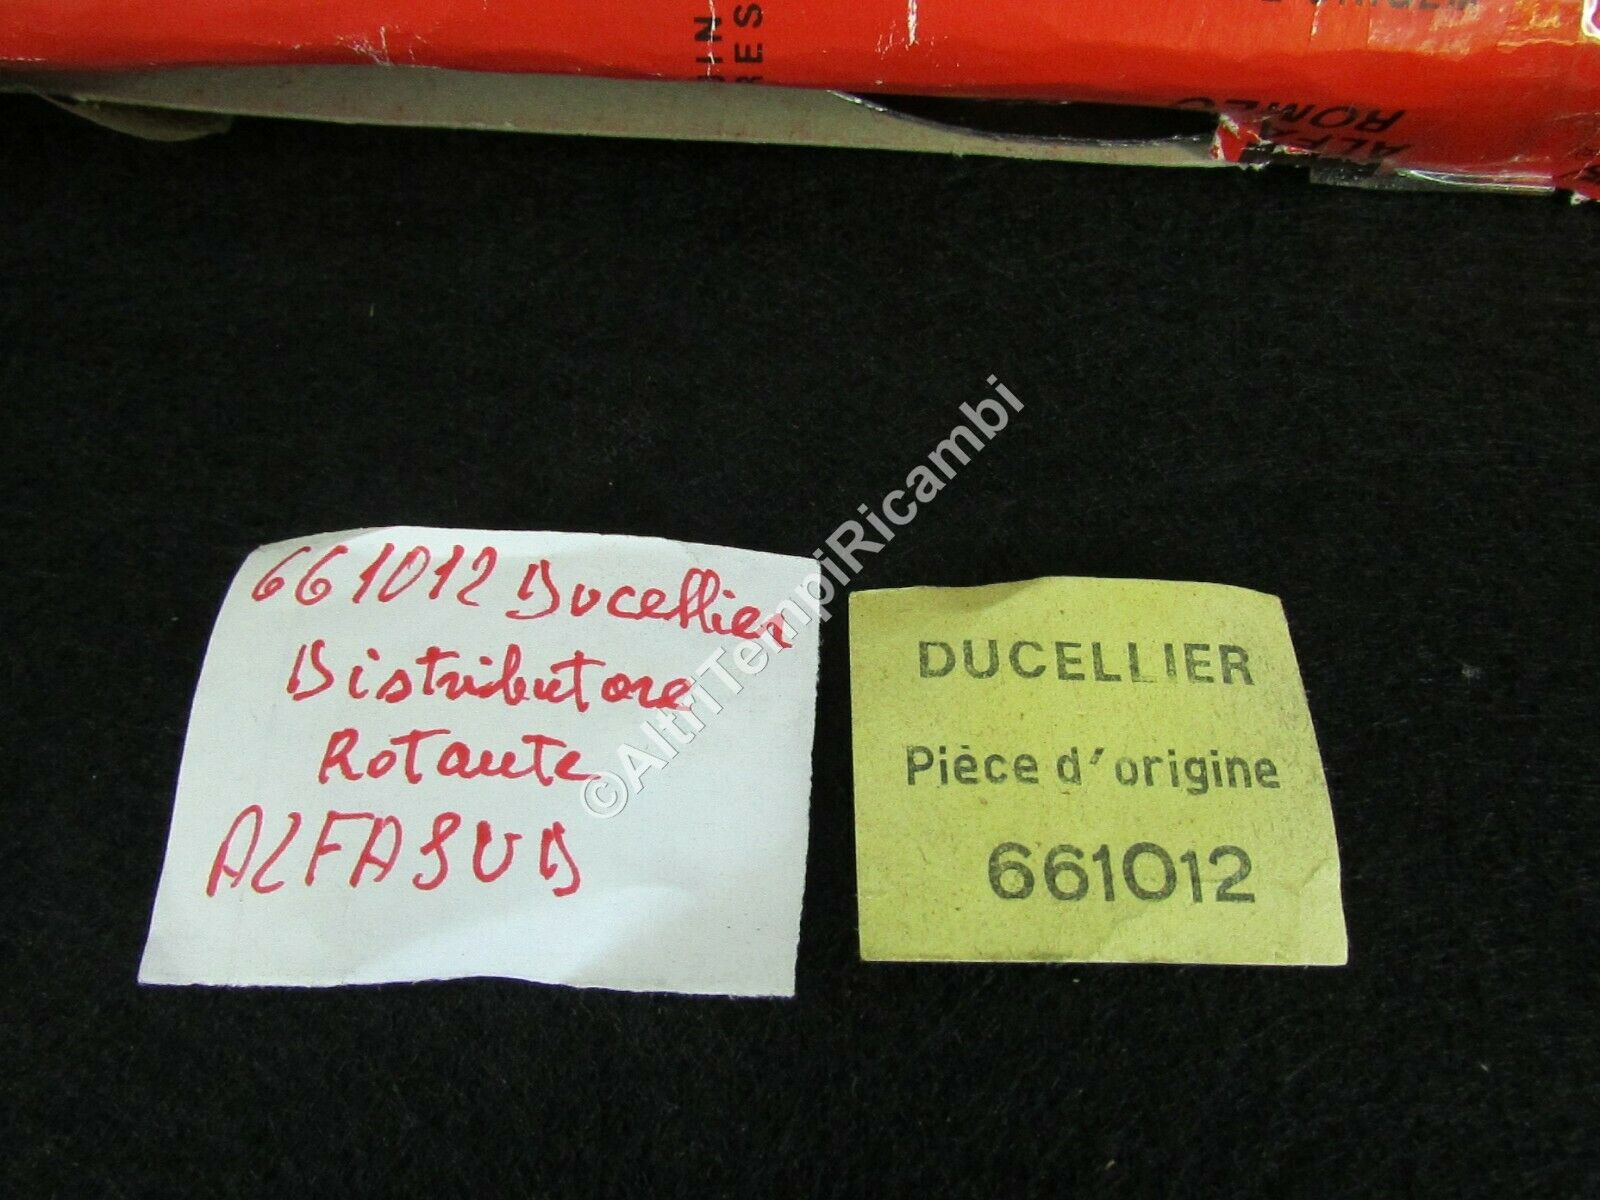 ALFA
ROMEO
661012 Ducellier
Distributore
Rotante
ALFASUD
DUCELLIER
Pièce d'origine
661012
©AltriTempiRicambi